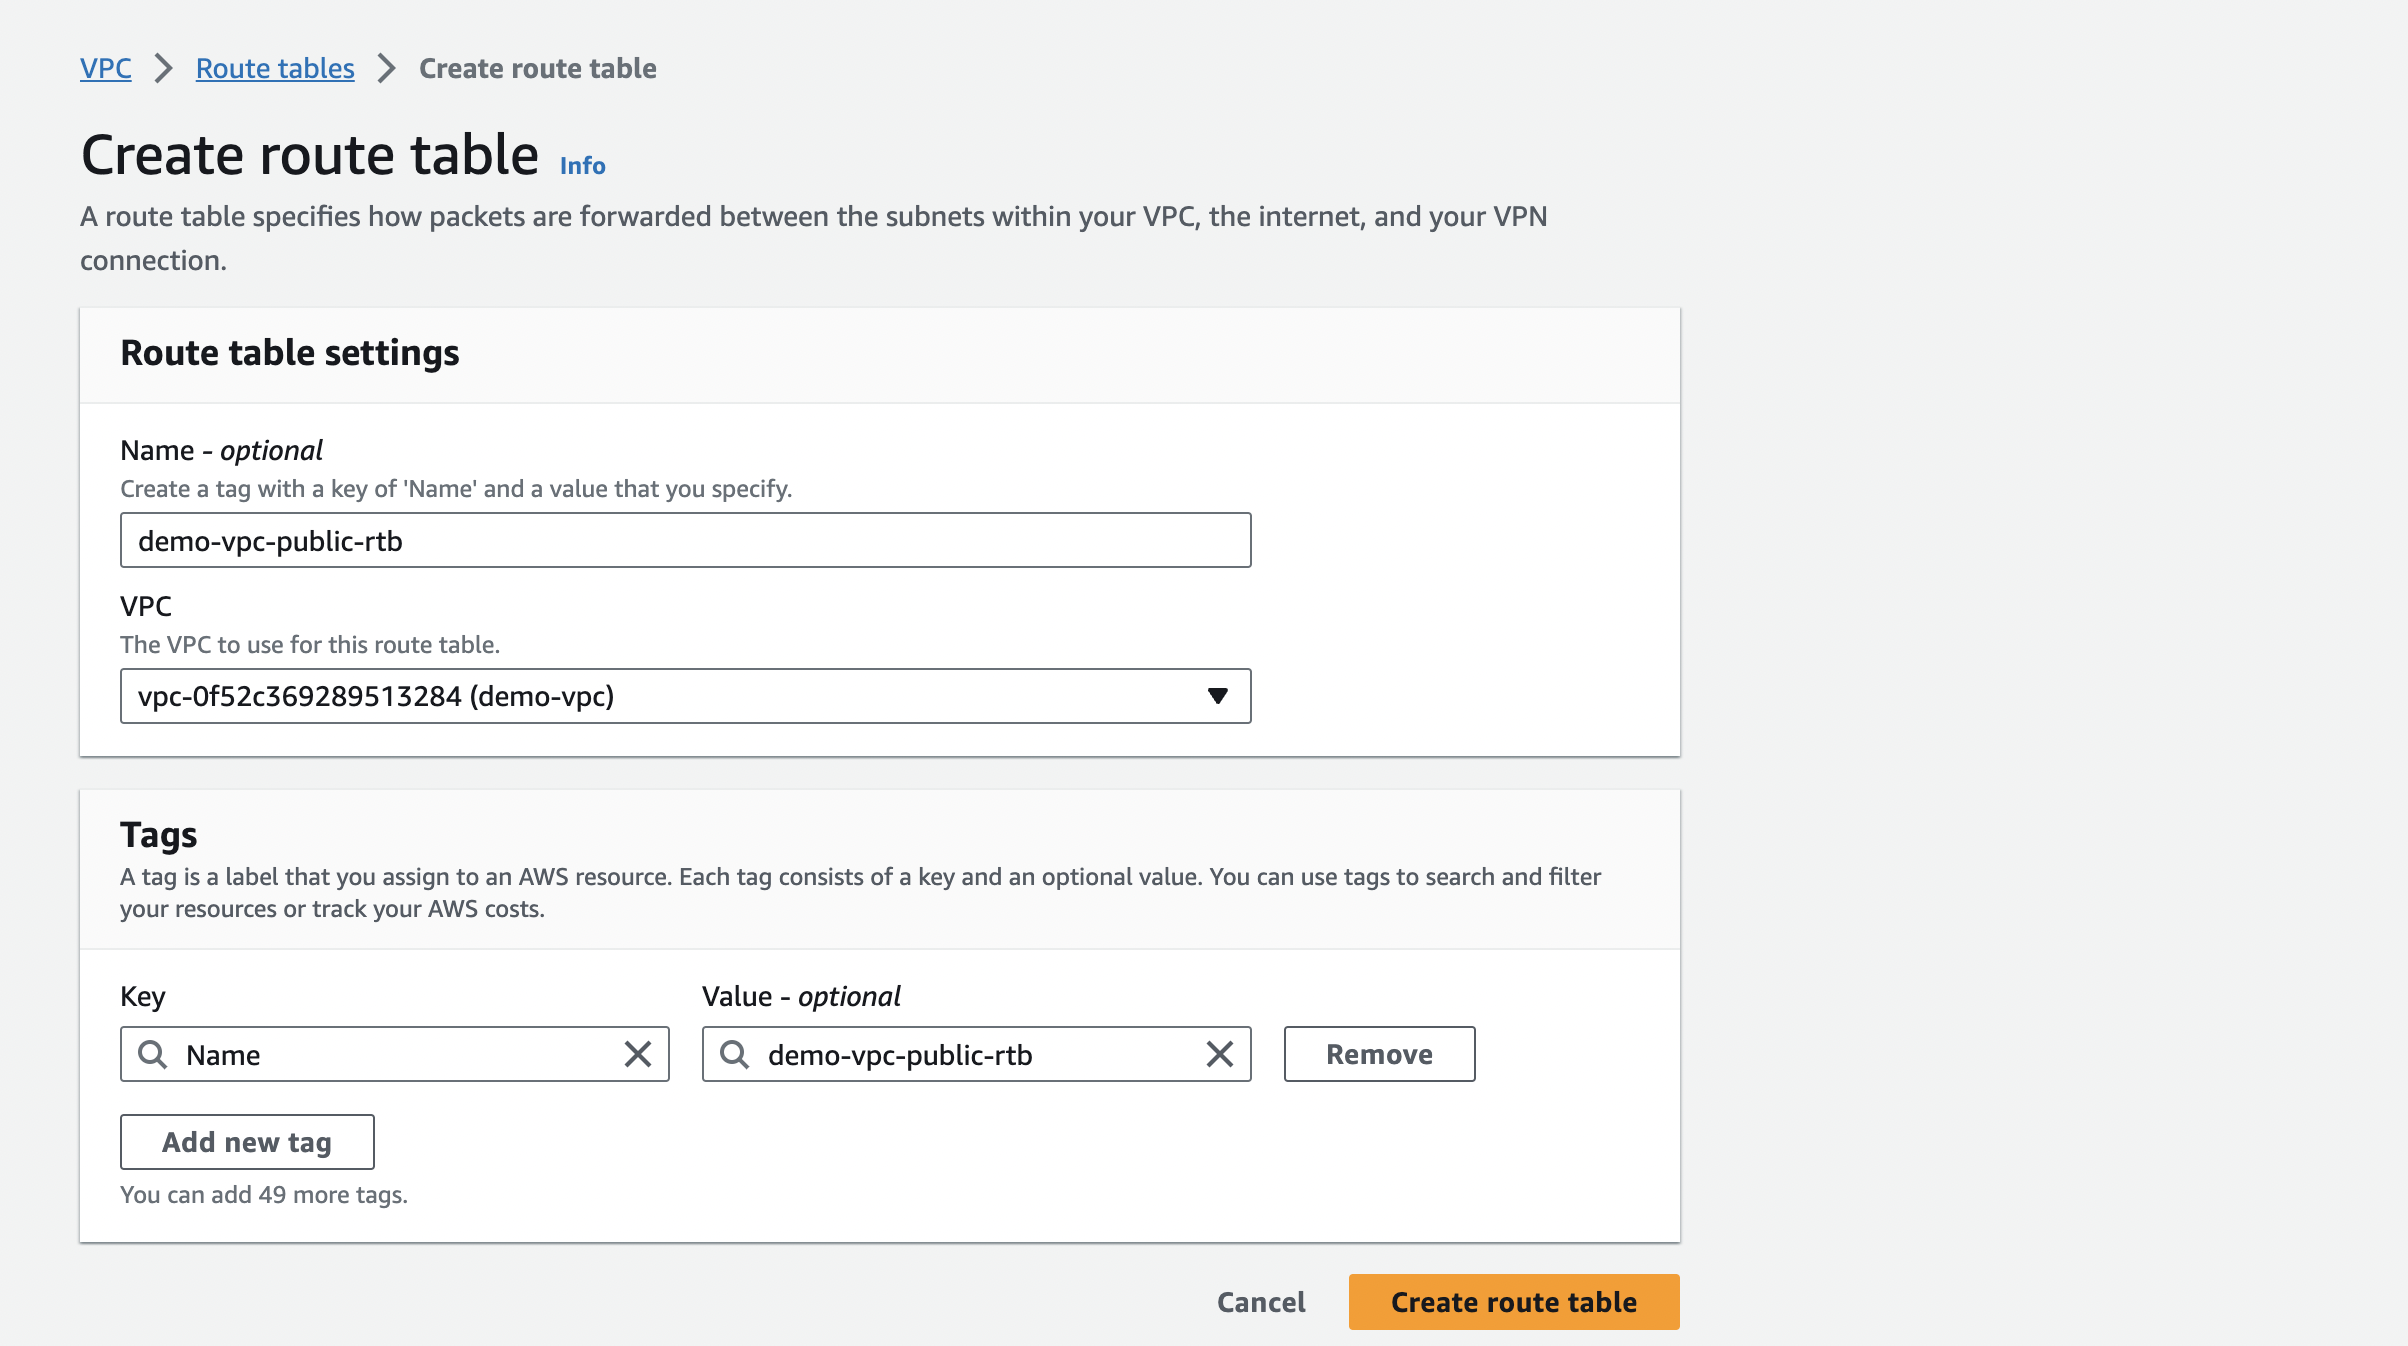 VPC > Route tables > Create route table
Create route table Info
A route table specifies how packets are forwarded between the subnets within your VPC, the internet, and your VPN
connection.
Route table settings
Name - optional
Create a tag with a key of 'Name' and a value that you specify.
demo-vpc-public-rtb
VPC
The VPC to use for this route table.
vpc-0f52c369289513284 (demo-vpc)
Tags
A tag is a label that you assign to an AWS resource. Each tag consists of a key and an optional value. You can use tags to search and filter
your resources or track your AWS costs.
Key Value - optional
Name demo-vpc-public-rtb Remove
Add new tag
You can add 49 more tags.
Cancel Create route table